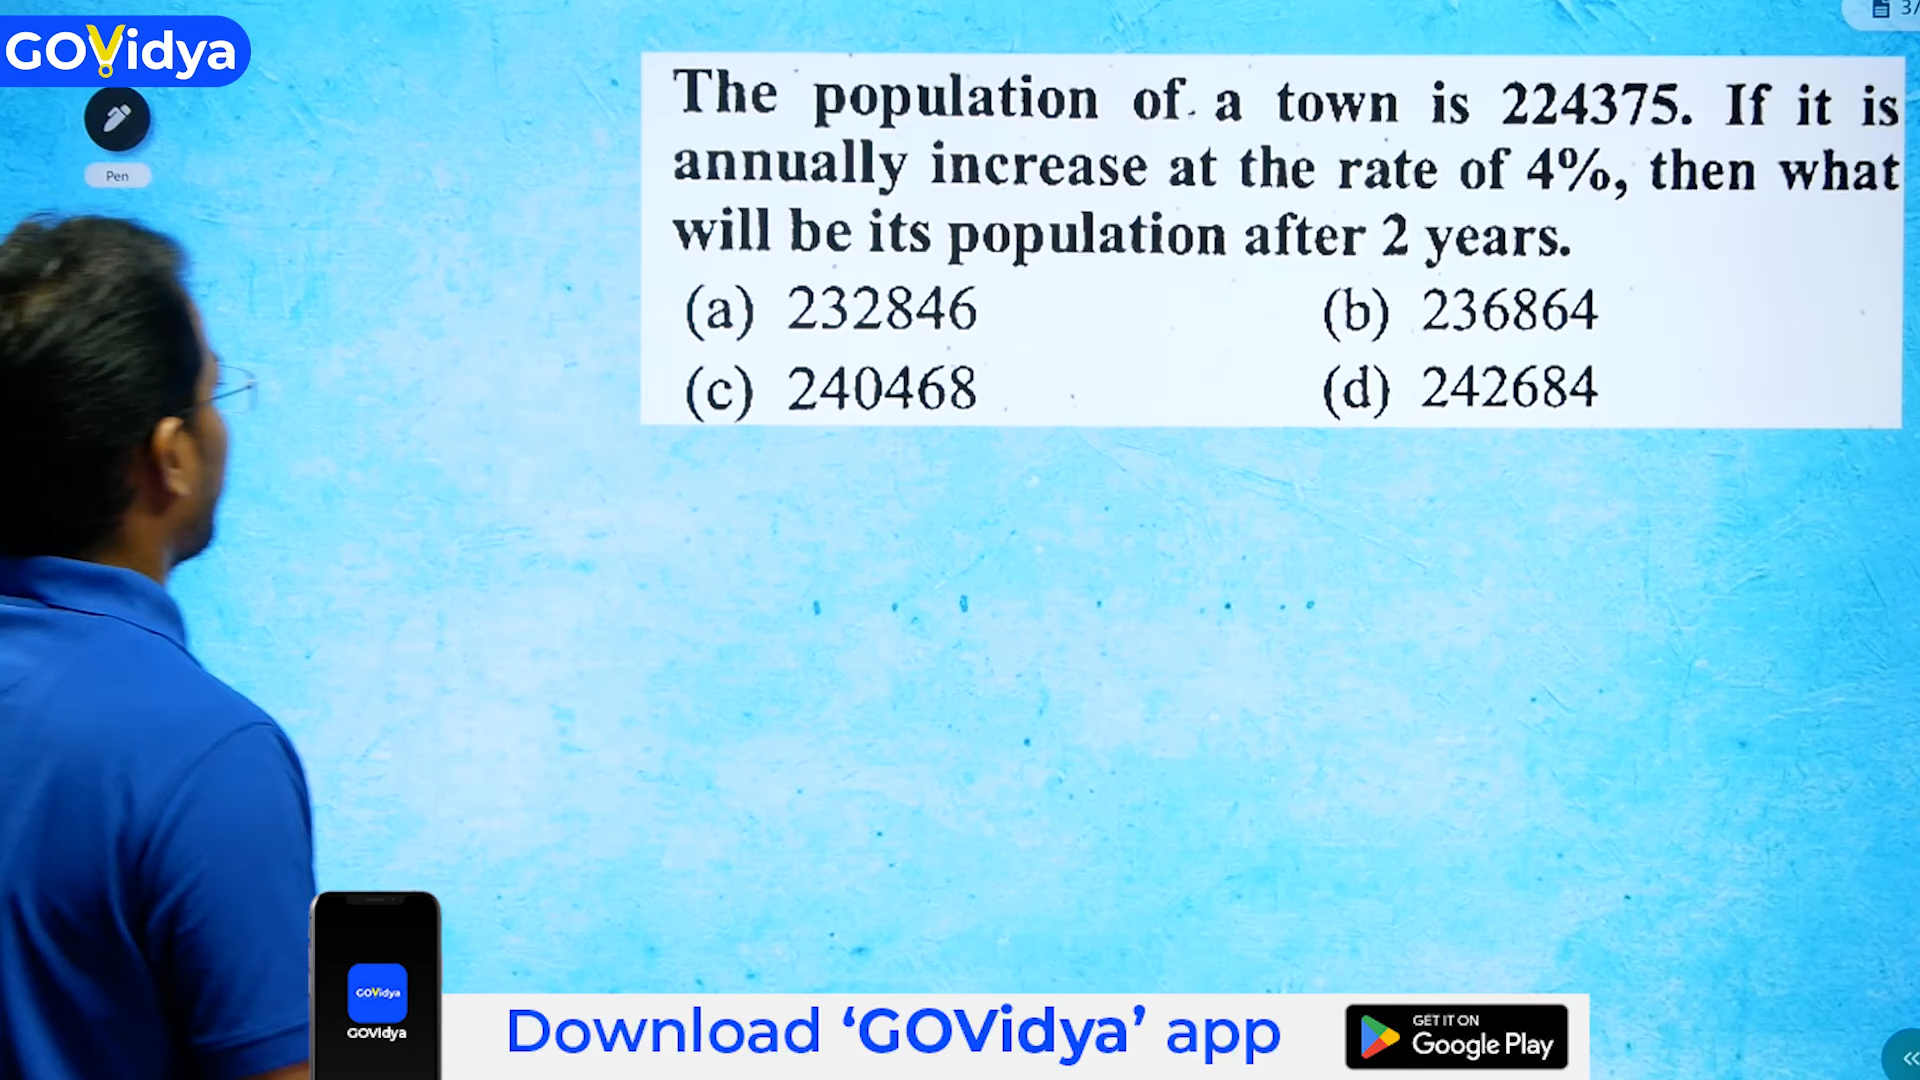 GOVidya
3/
Pen
The population of a town is 224375. If it is
annually increase at the rate of 4%, then what
will be its population after 2 years.
(a) 232846 (b) 236864
(c) 240468 (d) 242684
GOVidya
GOVidya
Download ‘GOVidya’ app
GET IT ON
Google Play